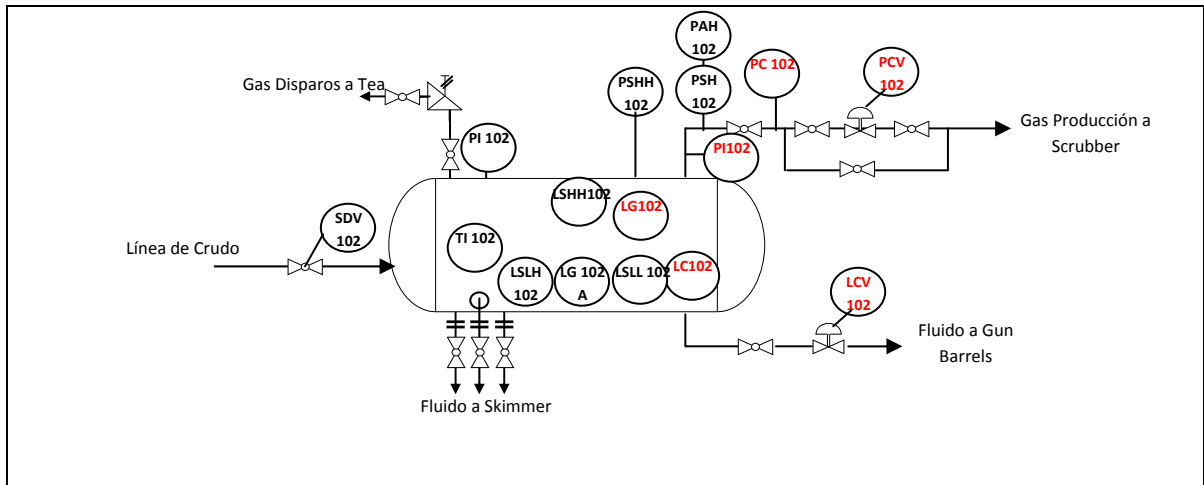 PAH
102
Gas Disparos a Tea
PSHH
102
PSH
102
PC 102
PCV
102
Gas Producción a
Scrubber
PI 102
PI102
LSHH102
LG102
SDV
102
Línea de Crudo
TI 102
LSLH
102
LG 102
A
LSLL 102
LC102
LCV
102
Fluido a Gun
Barrels
Fluido a Skimmer